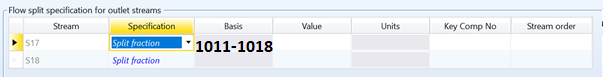 Flow split specification for outlet streams
Stream Specification Basis Value Units Key Comp No Stream order
S17 Split fraction 1011-1018
S18 Split fraction